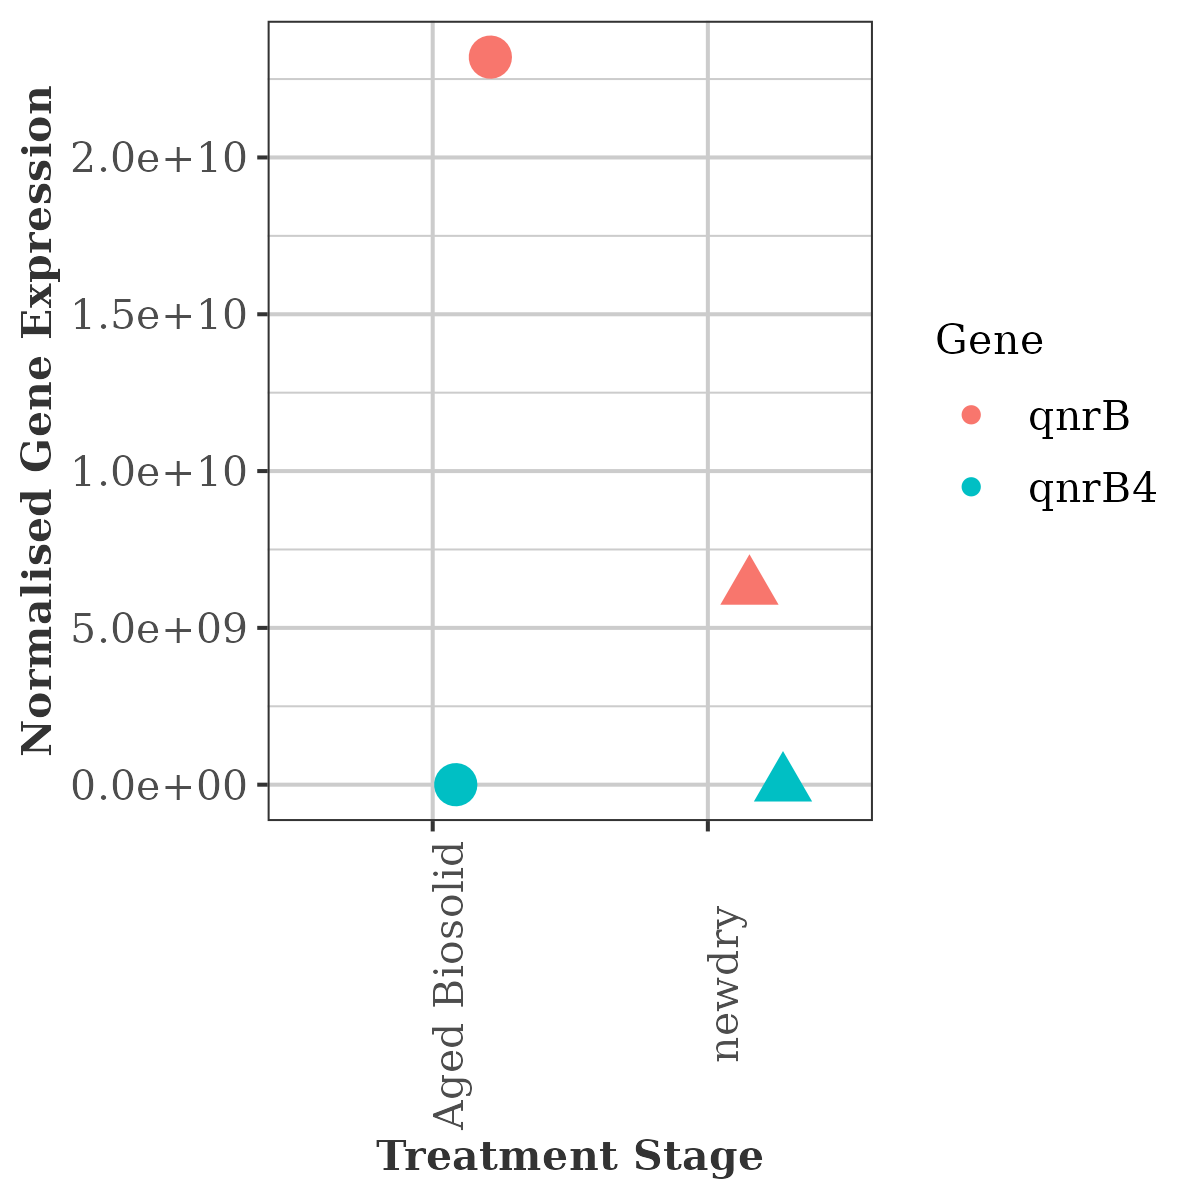 Normalised Gene Expression
2.0e+10
1.5e+10
1.0e+10
5.0e+09
0.0e+00
Aged Biosolid
newdry
Treatment Stage
Gene
qnrB
qnrB4